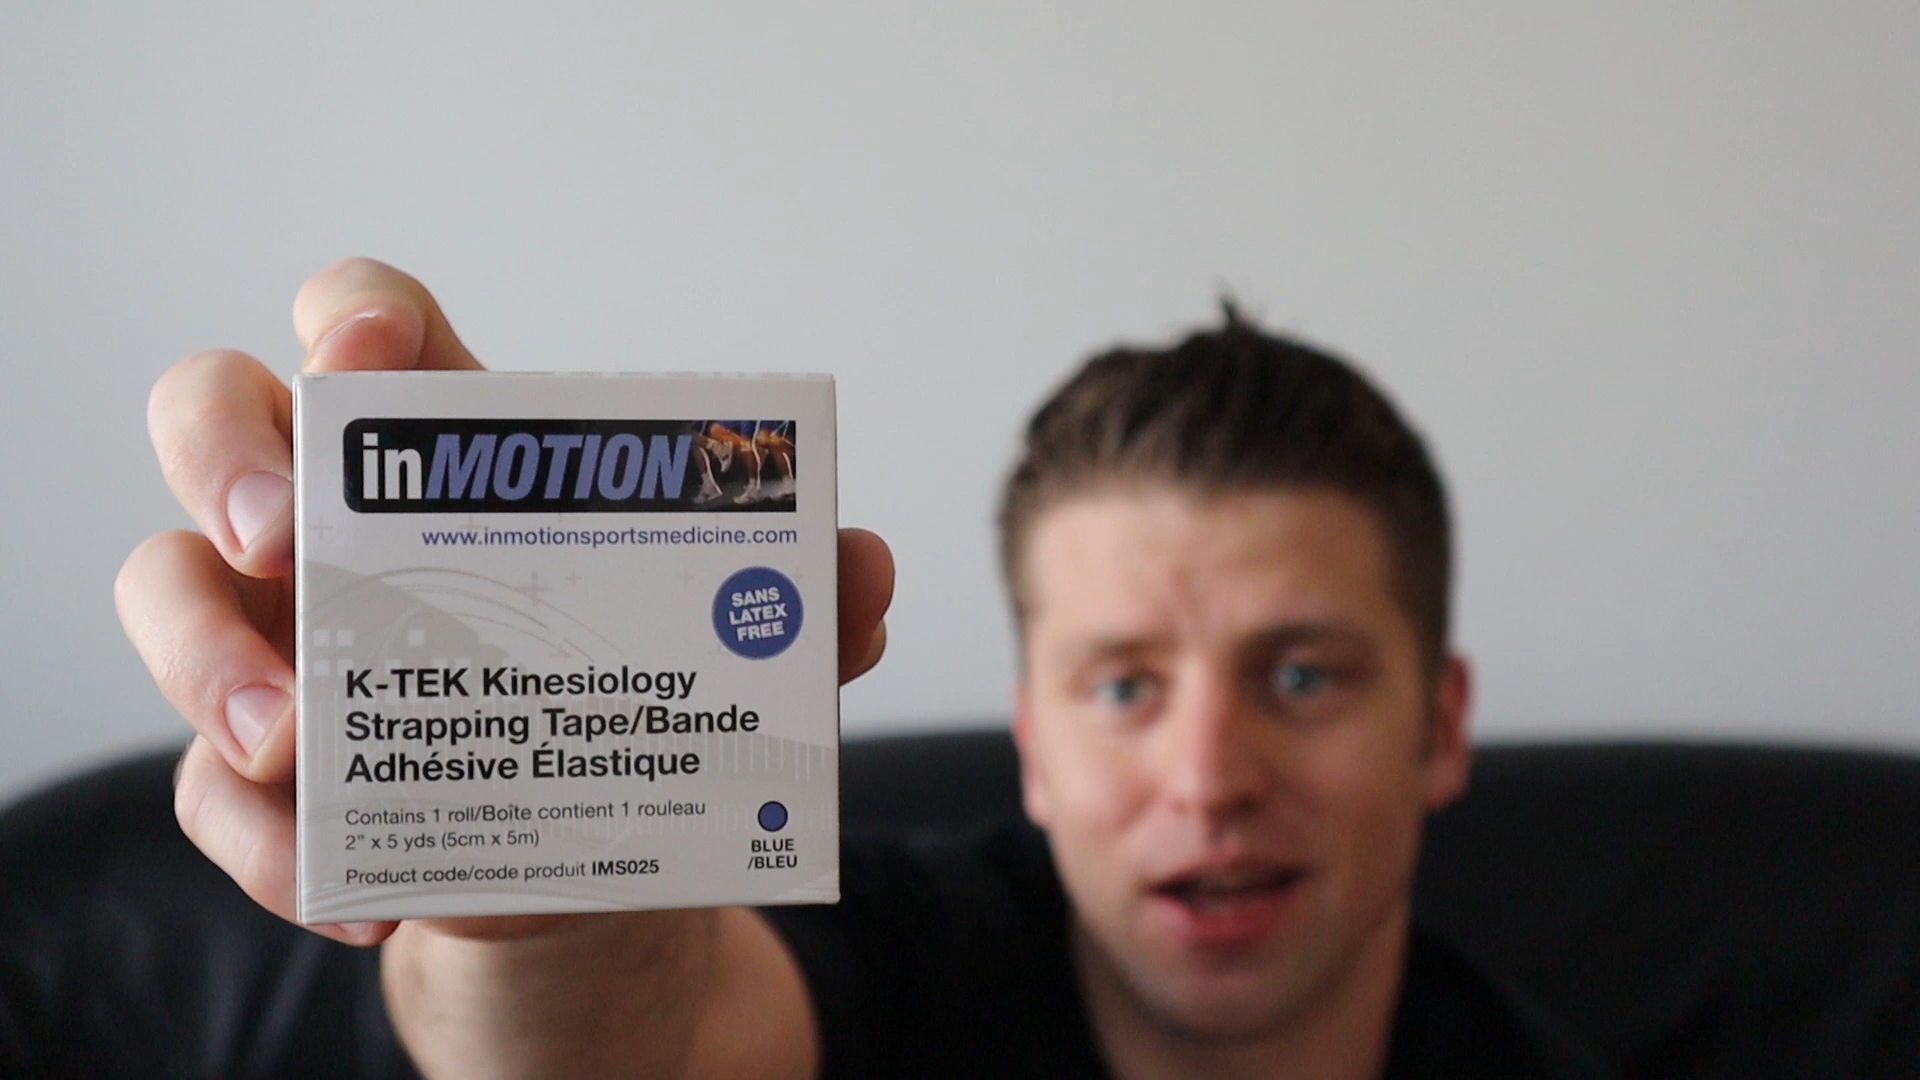 inMOTION
www.inmotionsportsmedicine.com
SANS
LATEX
FREE
K-TEK Kinesiology
Strapping Tape/Bande
Adhésive Élastique
Contains 1 roll/Boîte contient 1 rouleau
2" x 5 yds (5cm x 5m)
Product code/code produit IMS025
BLUE
/BLEU